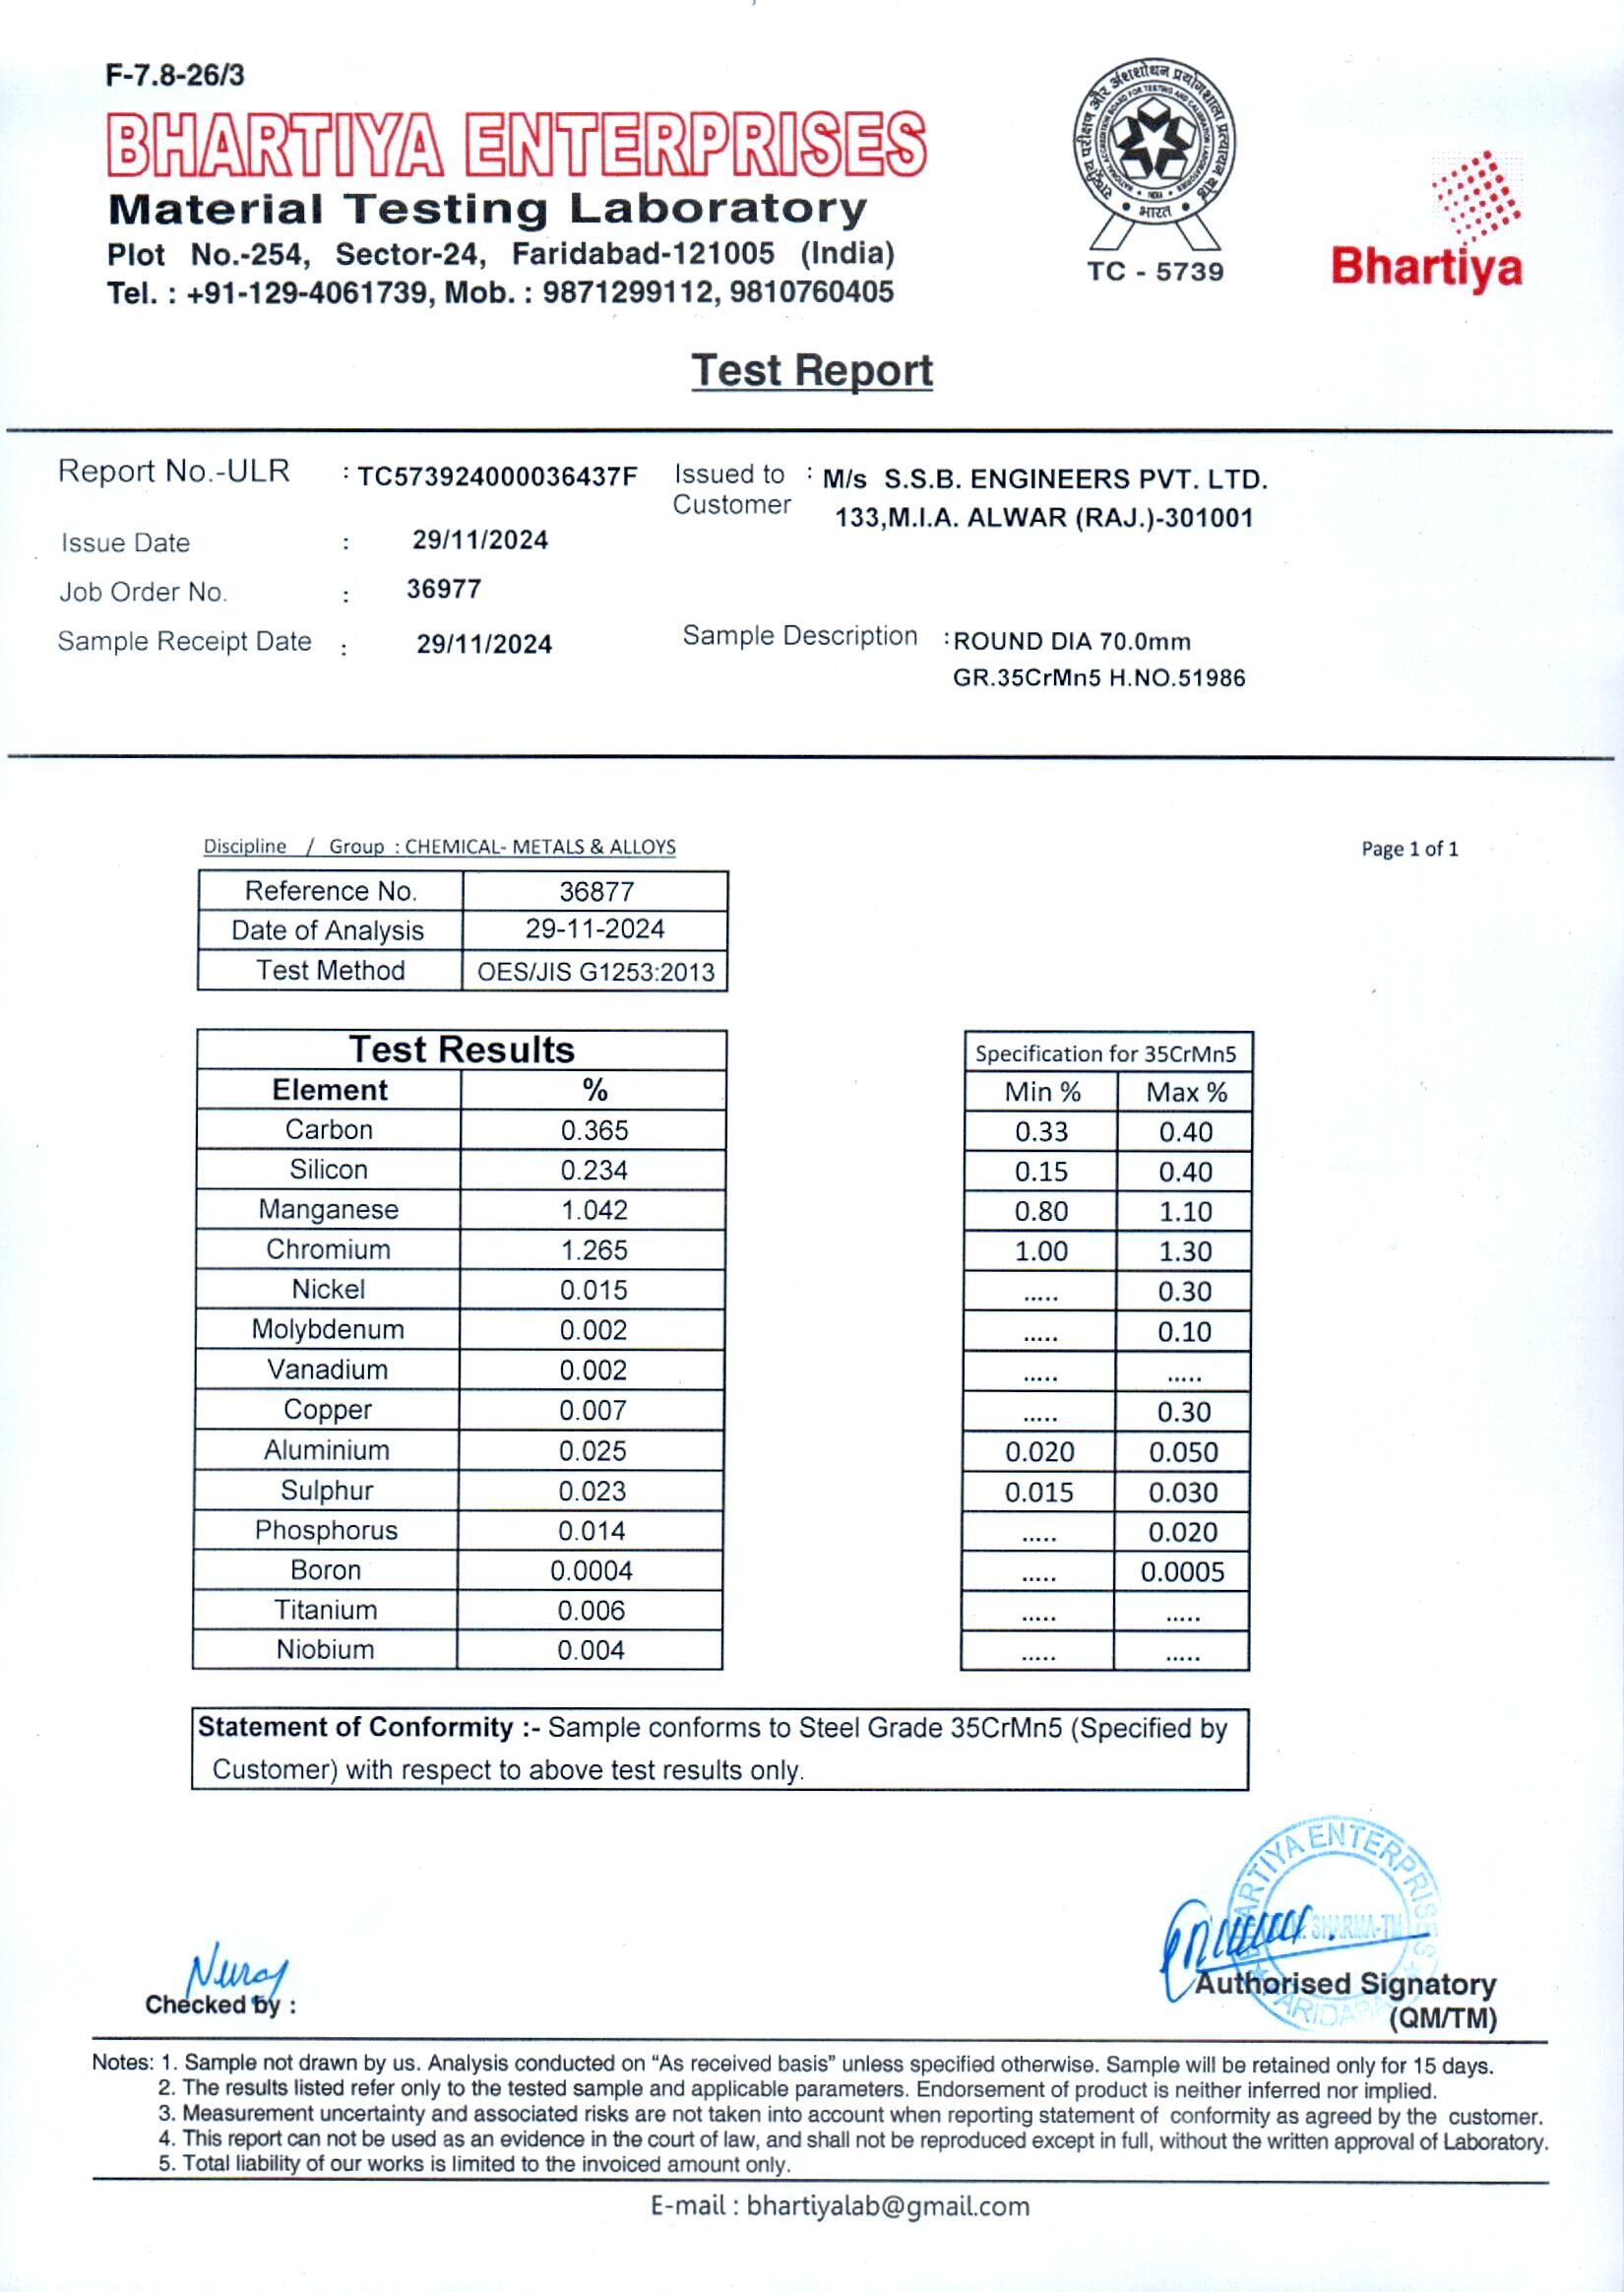 F-7.8-26/3
BHARTIYA ENTERPRISES
Material Testing Laboratory
Plot No.-254, Sector-24, Faridabad-121005 (India)
Tel. : +91-129-4061739, Mob. : 9871299112, 9810760405
राष्ट्रीय परीक्षण और अंशशोधन प्रयोगशाला प्रत्यायन बोर्ड
NATIONAL ACCREDITATION BOARD FOR TESTING AND CALIBRATION LABORATORIES
INDIA
भारत
TC - 5739
Bhartiya
Test Report
Report No.-ULR : TC573924000036437F
Issued to : M/s S.S.B. ENGINEERS PVT. LTD.
Customer 133,M.I.A. ALWAR (RAJ.)-301001
Issue Date : 29/11/2024
Job Order No. : 36977
Sample Receipt Date : 29/11/2024
Sample Description : ROUND DIA 70.0mm
GR.35CrMn5 H.NO.51986
Discipline / Group : CHEMICAL- METALS & ALLOYS
Page 1 of 1
Reference No. 36877
Date of Analysis 29-11-2024
Test Method OES/JIS G1253:2013
Test Results Specification for 35CrMn5
Element % Min % Max %
Carbon 0.365 0.33 0.40
Silicon 0.234 0.15 0.40
Manganese 1.042 0.80 1.10
Chromium 1.265 1.00 1.30
Nickel 0.015 ..... 0.30
Molybdenum 0.002 ..... 0.10
Vanadium 0.002 ..... .....
Copper 0.007 ..... 0.30
Aluminium 0.025 0.020 0.050
Sulphur 0.023 0.015 0.030
Phosphorus 0.014 ..... 0.020
Boron 0.0004 ..... 0.0005
Titanium 0.006 ..... .....
Niobium 0.004 ..... .....
Statement of Conformity :- Sample conforms to Steel Grade 35CrMn5 (Specified by
Customer) with respect to above test results only.
BHARTIYA ENTERPRISES
SHARMA-TM
FARIDABAD
Checked by :
Authorised Signatory
(QM/TM)
Notes: 1. Sample not drawn by us. Analysis conducted on “As received basis” unless specified otherwise. Sample will be retained only for 15 days.
2. The results listed refer only to the tested sample and applicable parameters. Endorsement of product is neither inferred nor implied.
3. Measurement uncertainty and associated risks are not taken into account when reporting statement of conformity as agreed by the customer.
4. This report can not be used as an evidence in the court of law, and shall not be reproduced except in full, without the written approval of Laboratory.
5. Total liability of our works is limited to the invoiced amount only.
E-mail : bhartiyalab@gmail.com